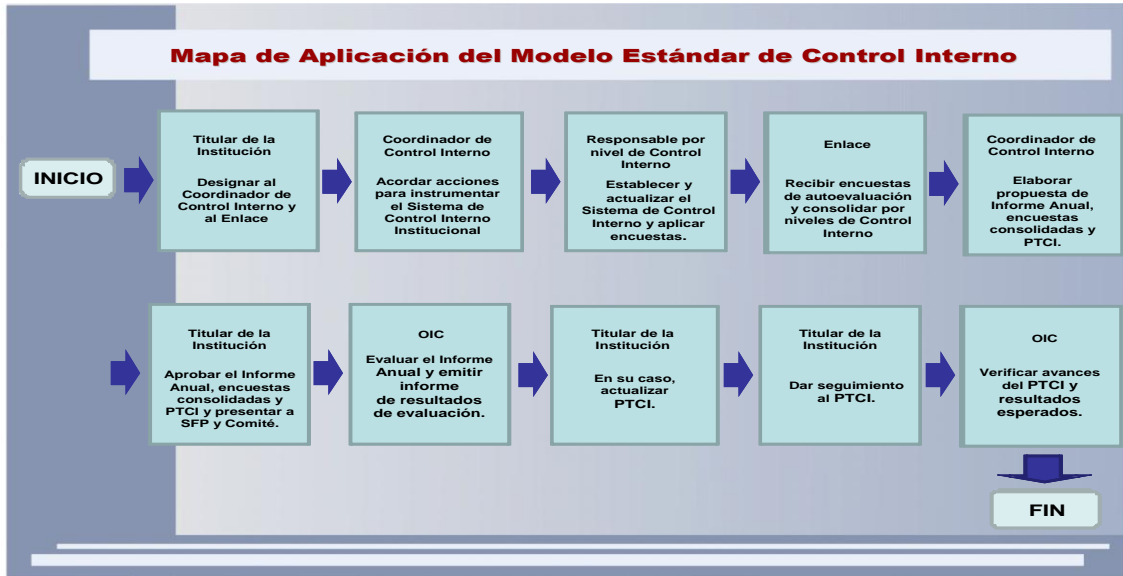 Mapa de Aplicación del Modelo Estándar de Control Interno
INICIO
Titular de la
Institución
Designar al
Coordinador de
Control Interno y
al Enlace
Coordinador de
Control Interno
Acordar acciones
para instrumentar
el Sistema de
Control Interno
Institucional
Responsable por
nivel de Control
Interno
Establecer y
actualizar el
Sistema de Control
Interno y aplicar
encuestas.
Enlace
Recibir encuestas
de autoevaluación
y consolidar por
niveles de Control
Interno
Coordinador de
Control Interno
Elaborar
propuesta de
Informe Anual,
encuestas
consolidadas y
PTCI.
Titular de la
Institución
Aprobar el Informe
Anual, encuestas
consolidadas y
PTCI y presentar a
SFP y Comité.
OIC
Evaluar el Informe
Anual y emitir
informe
de resultados
de evaluación.
Titular de la
Institución
En su caso,
actualizar
PTCI.
Titular de la
Institución
Dar seguimiento
al PTCI.
OIC
Verificar avances
del PTCI y
resultados
esperados.
FIN